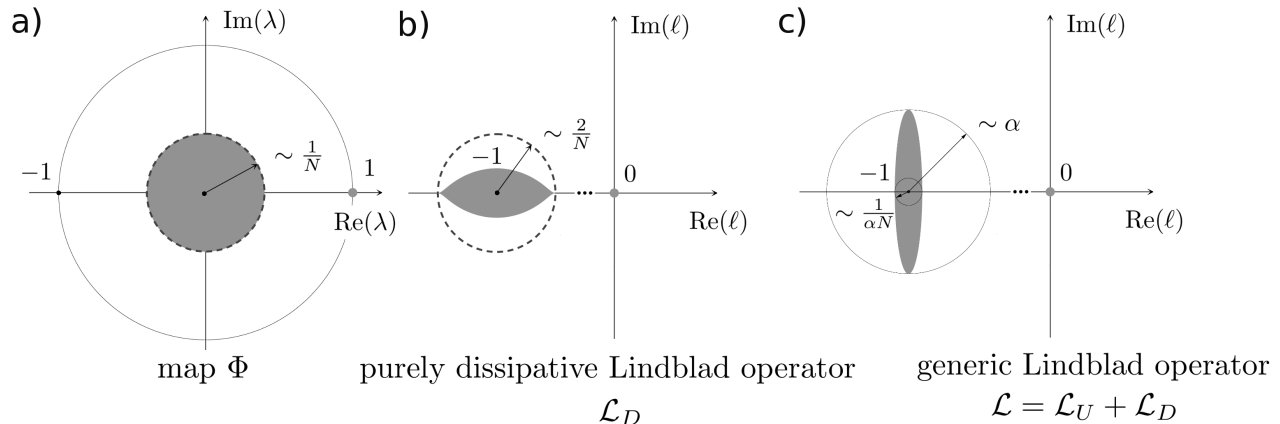 a)
Im(λ)
−1
1
∼ 1/N
Re(λ)
map Φ
b)
Im(ℓ)
∼ 2/N
−1
0
Re(ℓ)
purely dissipative Lindblad operator
𝓛_D
c)
Im(ℓ)
∼ α
−1
0
∼ 1/αN
Re(ℓ)
generic Lindblad operator
𝓛 = 𝓛_U + 𝓛_D